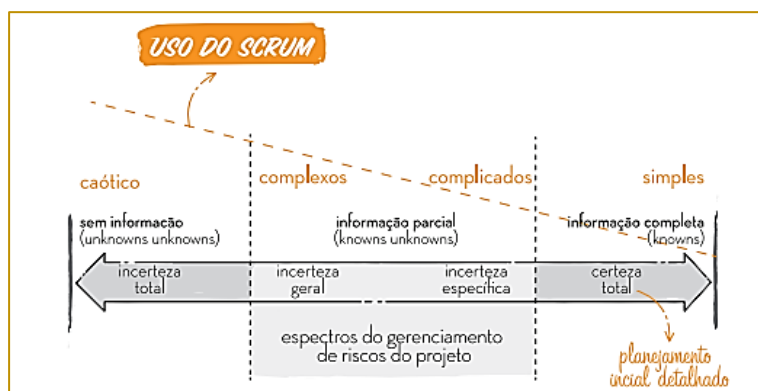 USO DO SCRUM
caótico
complexos
complicados
simples
sem informação
(unknowns unknowns)
informação parcial
(knowns unknowns)
informação completa
(knowns)
incerteza
total
incerteza
geral
incerteza
específica
certeza
total
espectros do gerenciamento
de riscos do projeto
planejamento
incial detalhado